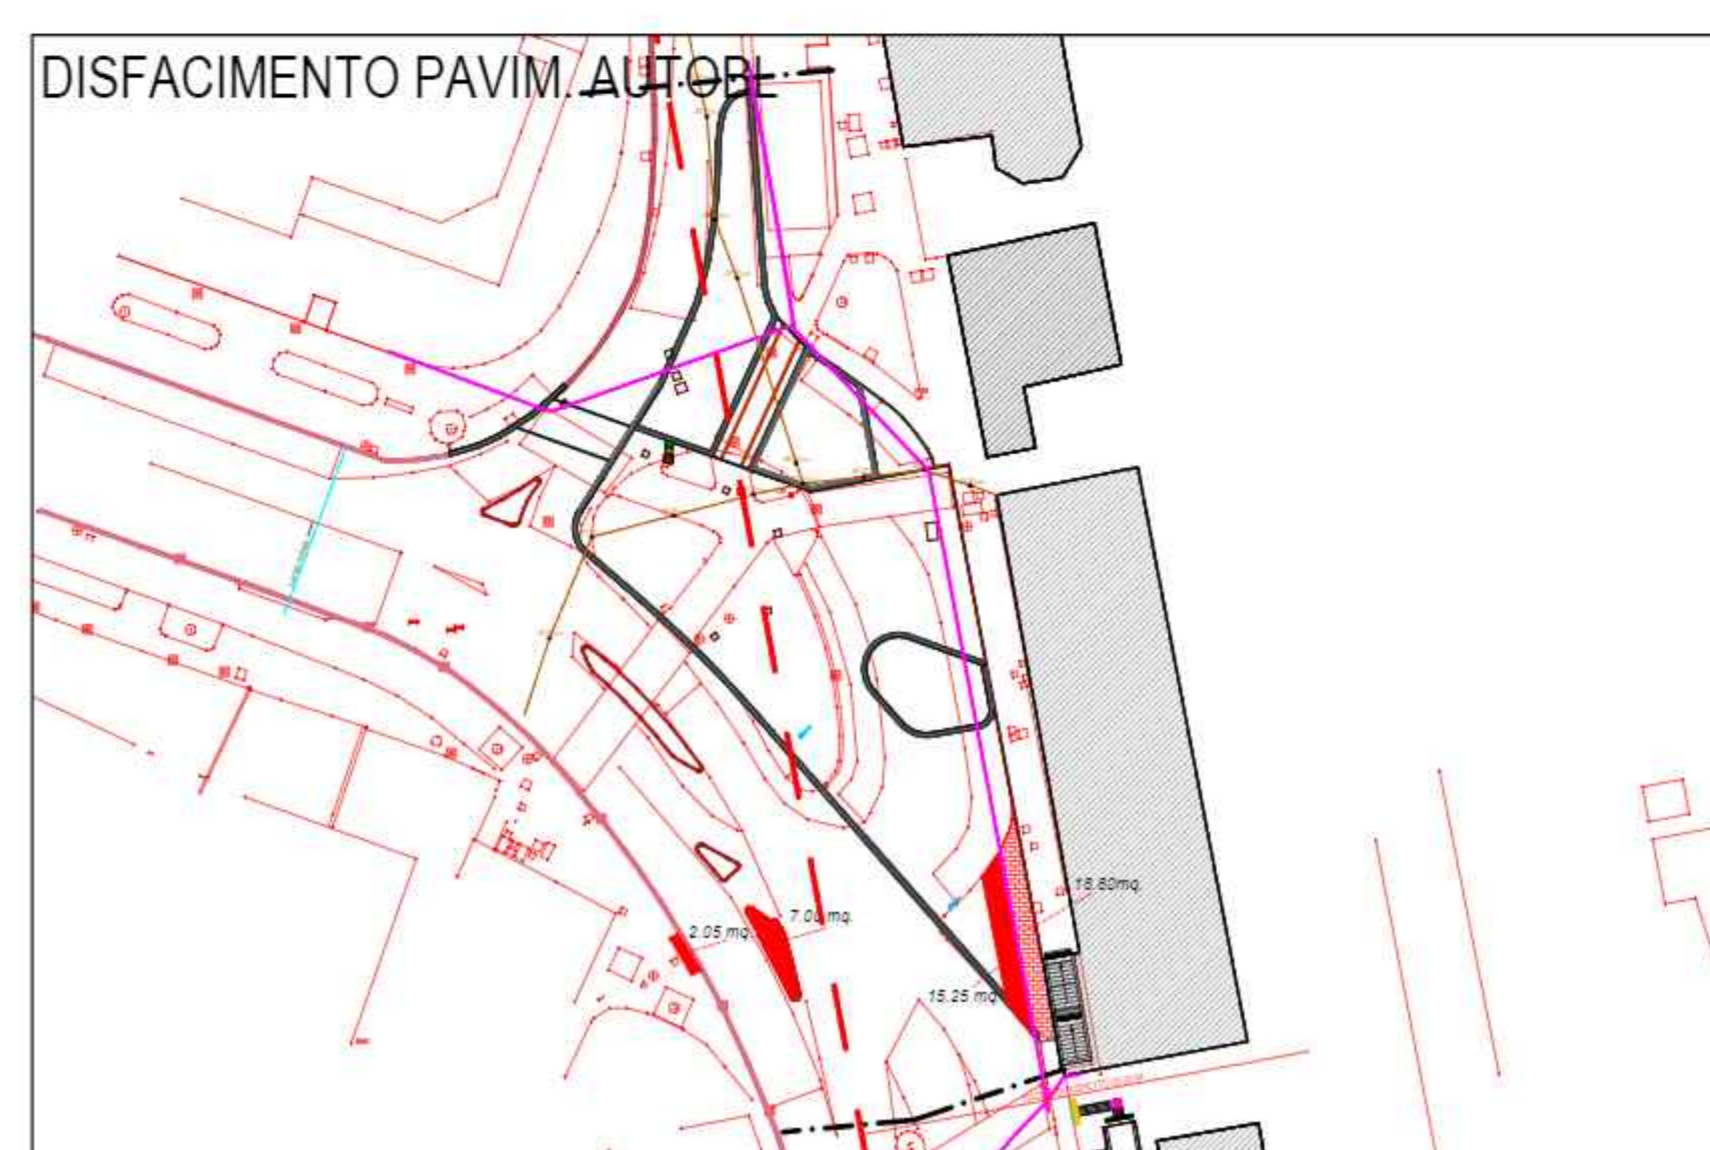 DISFACIMENTO PAVIM. AUTOBL
18.80mq.
7.00 mq.
2.05 mq.
15.25 mq